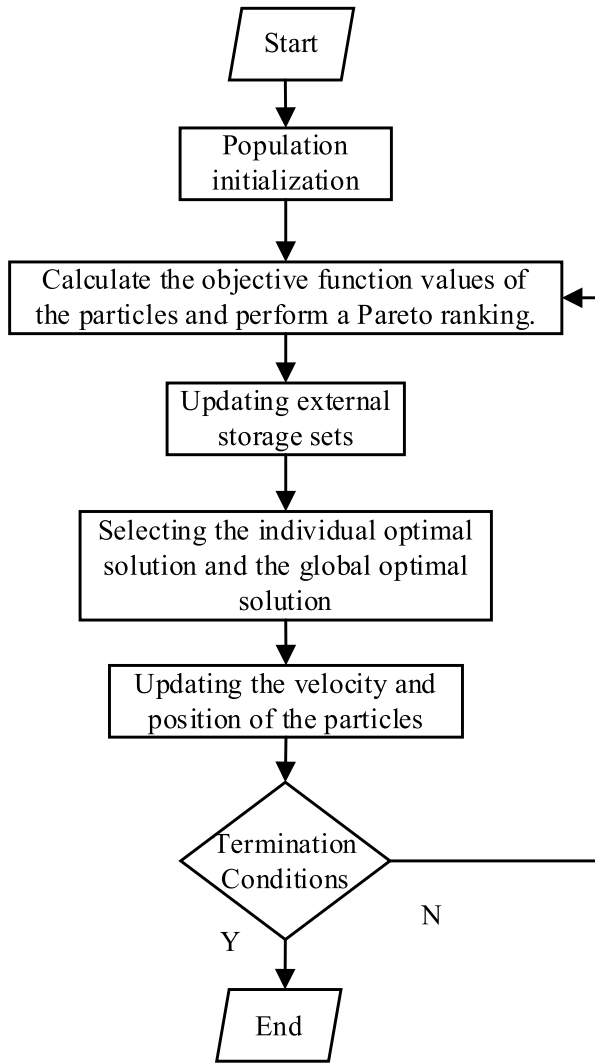 Start
Population
initialization
Calculate the objective function values of
the particles and perform a Pareto ranking.
Updating external
storage sets
Selecting the individual optimal
solution and the global optimal
solution
Updating the velocity and
position of the particles
Termination
Conditions
N
Y
End